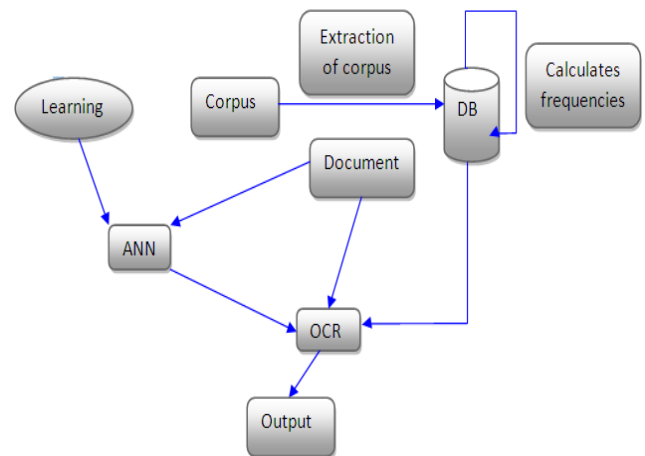 Extraction
of corpus
Calculates
frequencies
Learning
Corpus
DB
Document
ANN
OCR
Output